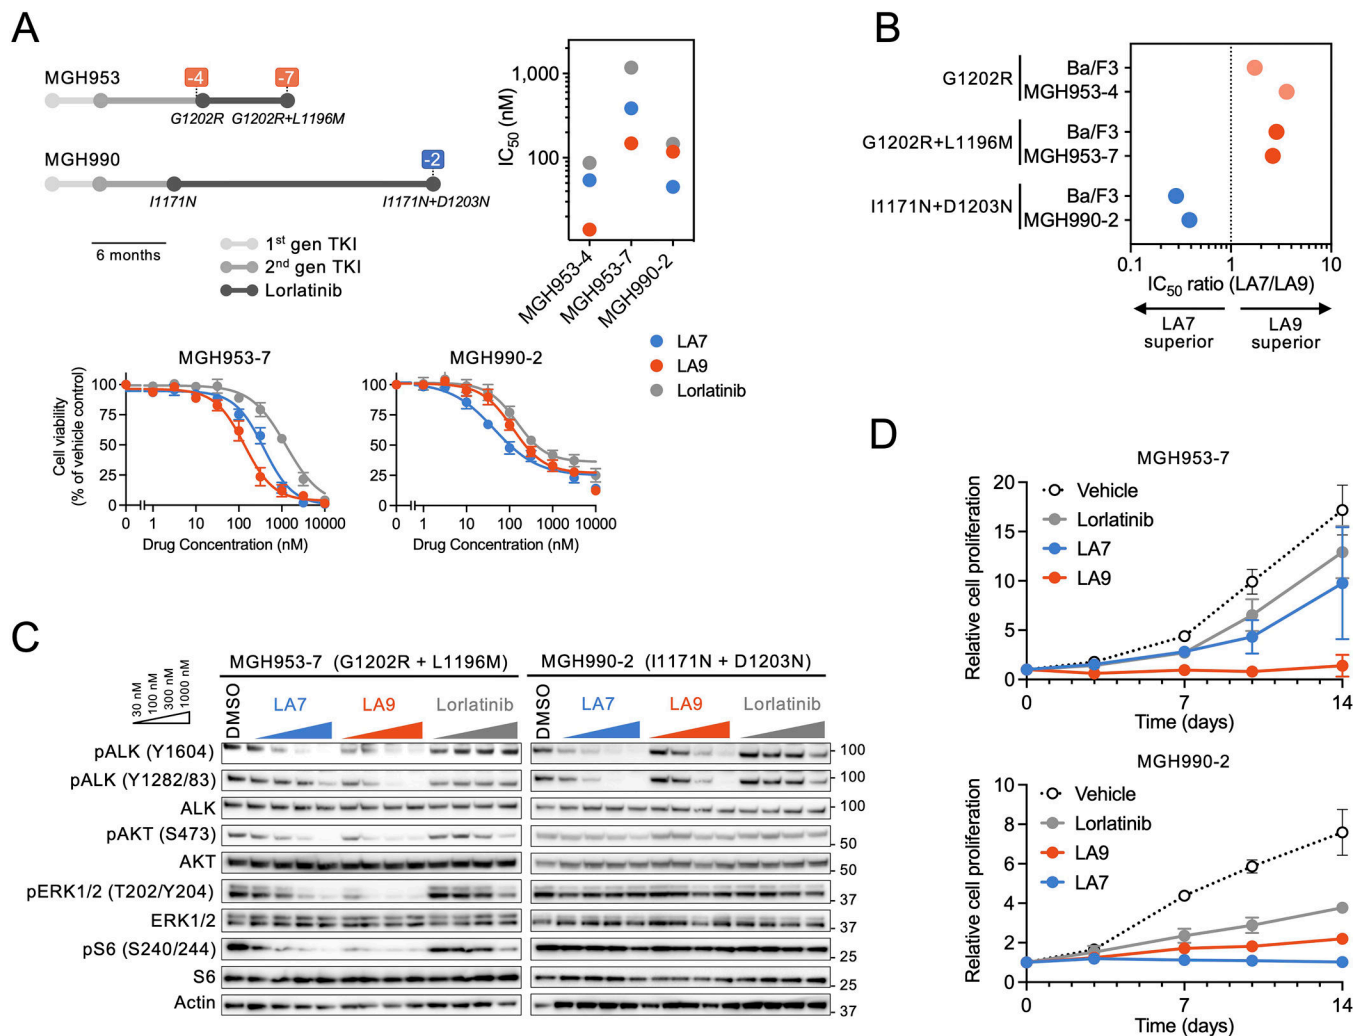 A
MGH953
-4
-7
G1202R
G1202R+L1196M
MGH990
-2
I1171N
I1171N+D1203N
6 months
1st gen TKI
2nd gen TKI
Lorlatinib
IC50 (nM)
1,000
100
MGH953-4
MGH953-7
MGH990-2
LA7
LA9
Lorlatinib
MGH953-7
Cell viability
(% of vehicle control)
100
75
50
25
0
0 1 10 100 1000 10000
Drug Concentration (nM)
MGH990-2
100
75
50
25
0
0 1 10 100 1000 10000
Drug Concentration (nM)
B
G1202R
Ba/F3
MGH953-4
G1202R+L1196M
Ba/F3
MGH953-7
I1171N+D1203N
Ba/F3
MGH990-2
0.1 1 10
IC50 ratio (LA7/LA9)
LA7
superior
LA9
superior
C
30 nM
100 nM
300 nM
1000 nM
MGH953-7 (G1202R + L1196M)
MGH990-2 (I1171N + D1203N)
DMSO
LA7
LA9
Lorlatinib
DMSO
LA7
LA9
Lorlatinib
pALK (Y1604)
100
pALK (Y1282/83)
100
ALK
100
pAKT (S473)
50
AKT
50
pERK1/2 (T202/Y204)
37
ERK1/2
37
pS6 (S240/244)
25
S6
25
Actin
37
D
MGH953-7
Relative cell proliferation
20
15
10
5
0
Vehicle
Lorlatinib
LA7
LA9
0 7 14
Time (days)
MGH990-2
Relative cell proliferation
10
8
6
4
2
0
Vehicle
Lorlatinib
LA9
LA7
0 7 14
Time (days)